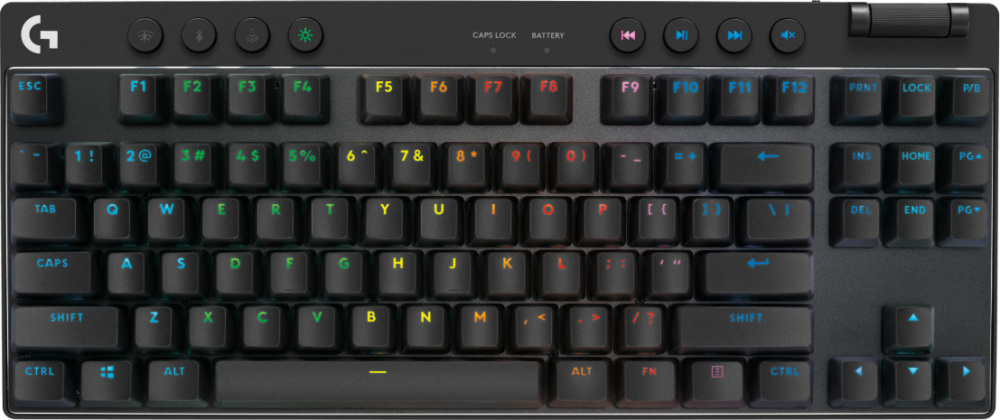 G
CAPS LOCK BATTERY
ESC F1 F2 F3 F4 F5 F6 F7 F8 F9 F10 F11 F12 PRNT LOCK P/B
` ~ 1 ! 2 @ 3 # 4 $ 5 % 6 ^ 7 & 8 * 9 ( 0 ) - _ = + ← INS HOME PG▲
TAB Q W E R T Y U I O P [ { ] } \ | DEL END PG▼
CAPS A S D F G H J K L ; : ' " ↵
SHIFT Z X C V B N M , < . > / ? SHIFT ▲
CTRL ALT — ALT FN CTRL ◀ ▼ ▶